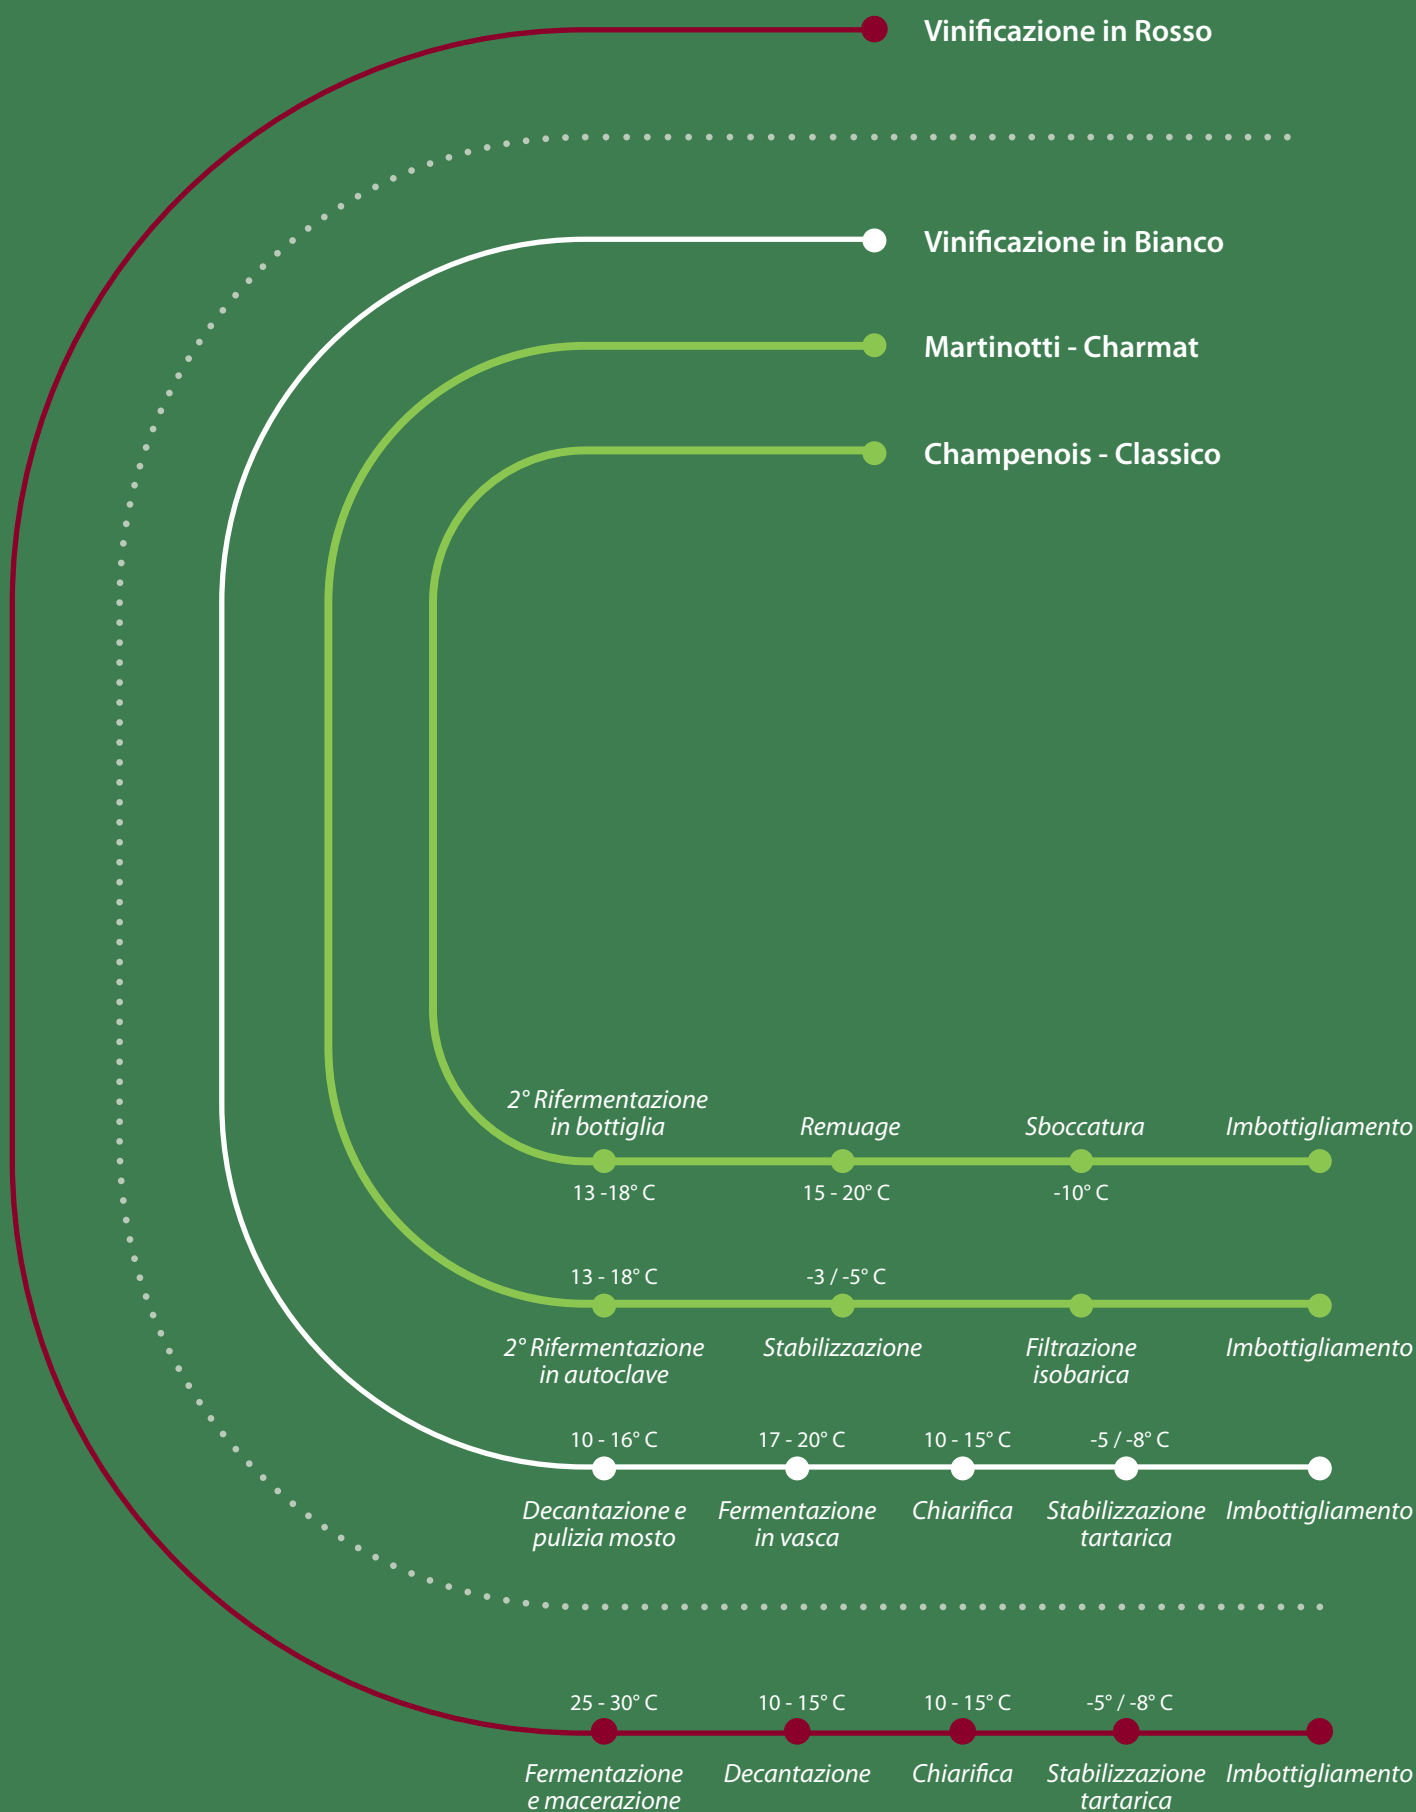 Vinificazione in Rosso
Vinificazione in Bianco
Martinotti - Charmat
Champenois - Classico
2° Rifermentazione
in bottiglia
Remuage
Sboccatura
Imbottigliamento
13 -18° C
15 - 20° C
-10° C
13 - 18° C
-3 / -5° C
2° Rifermentazione
in autoclave
Stabilizzazione
Filtrazione
isobarica
Imbottigliamento
10 - 16° C
17 - 20° C
10 - 15° C
-5 / -8° C
Decantazione e
pulizia mosto
Fermentazione
in vasca
Chiarifica
Stabilizzazione
tartarica
Imbottigliamento
25 - 30° C
10 - 15° C
10 - 15° C
-5° / -8° C
Fermentazione
e macerazione
Decantazione
Chiarifica
Stabilizzazione
tartarica
Imbottigliamento